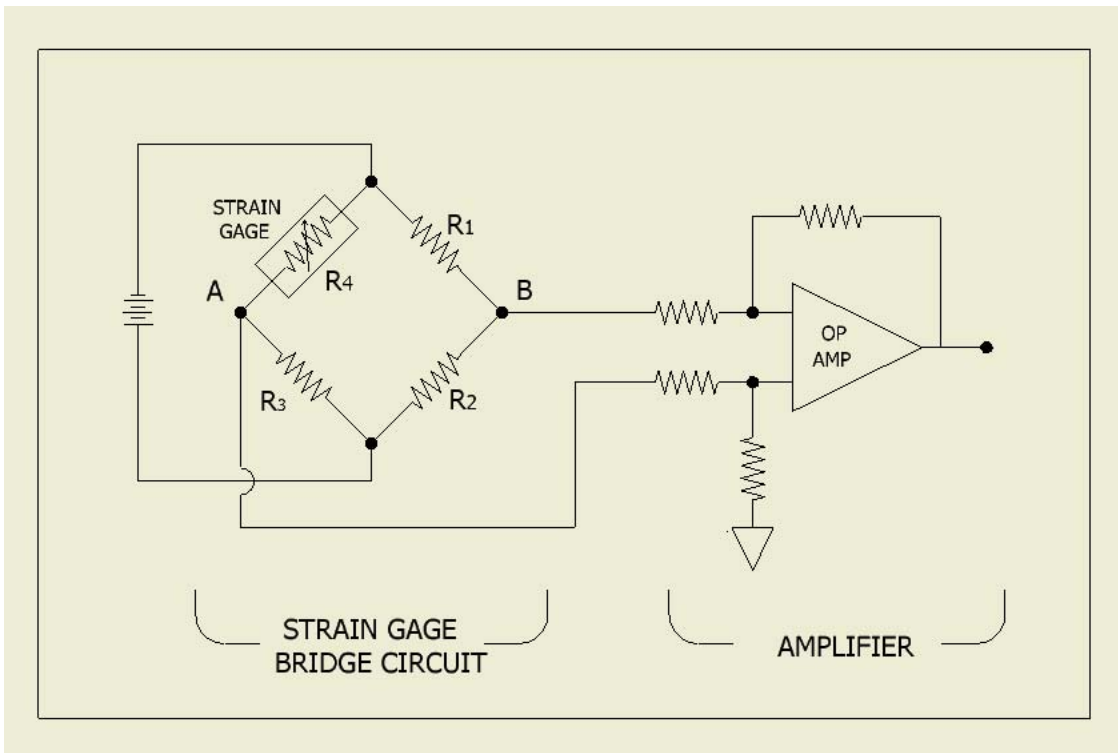 STRAIN
GAGE
R1
A
R4
B
OP
AMP
R3
R2
STRAIN GAGE
BRIDGE CIRCUIT
AMPLIFIER